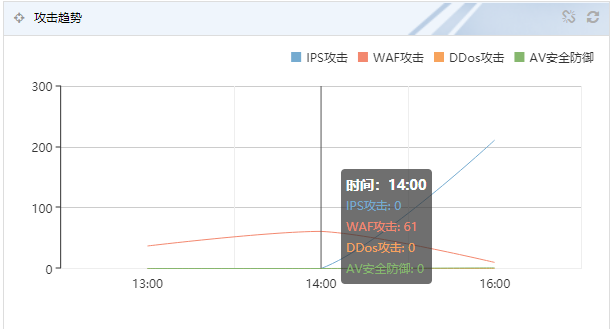 攻击趋势
IPS攻击 WAF攻击 DDos攻击 AV安全防御
300
200
100
0
时间：14:00
IPS攻击: 0
WAF攻击: 61
DDos攻击: 0
AV安全防御: 0
13:00 14:00 16:00